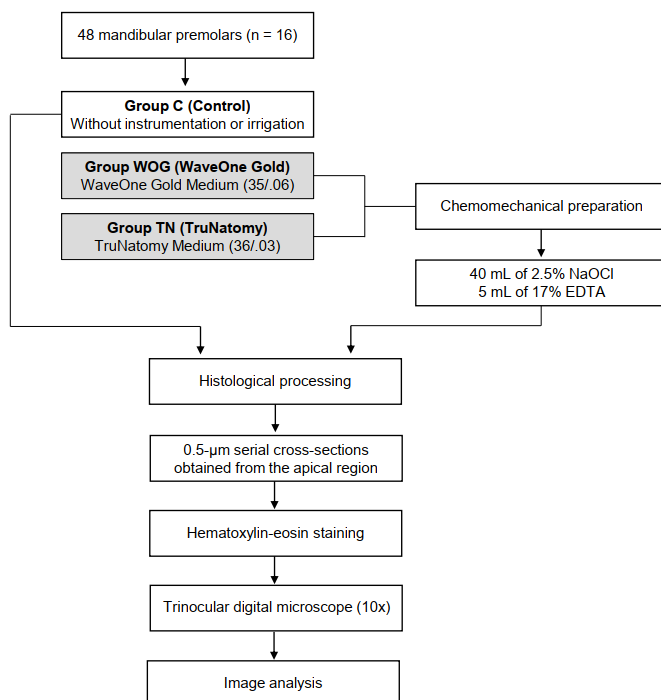 48 mandibular premolars (n = 16)
Group C (Control)
Without instrumentation or irrigation
Group WOG (WaveOne Gold)
WaveOne Gold Medium (35/.06)
Group TN (TruNatomy)
TruNatomy Medium (36/.03)
Chemomechanical preparation
40 mL of 2.5% NaOCl
5 mL of 17% EDTA
Histological processing
0.5-µm serial cross-sections
obtained from the apical region
Hematoxylin-eosin staining
Trinocular digital microscope (10x)
Image analysis